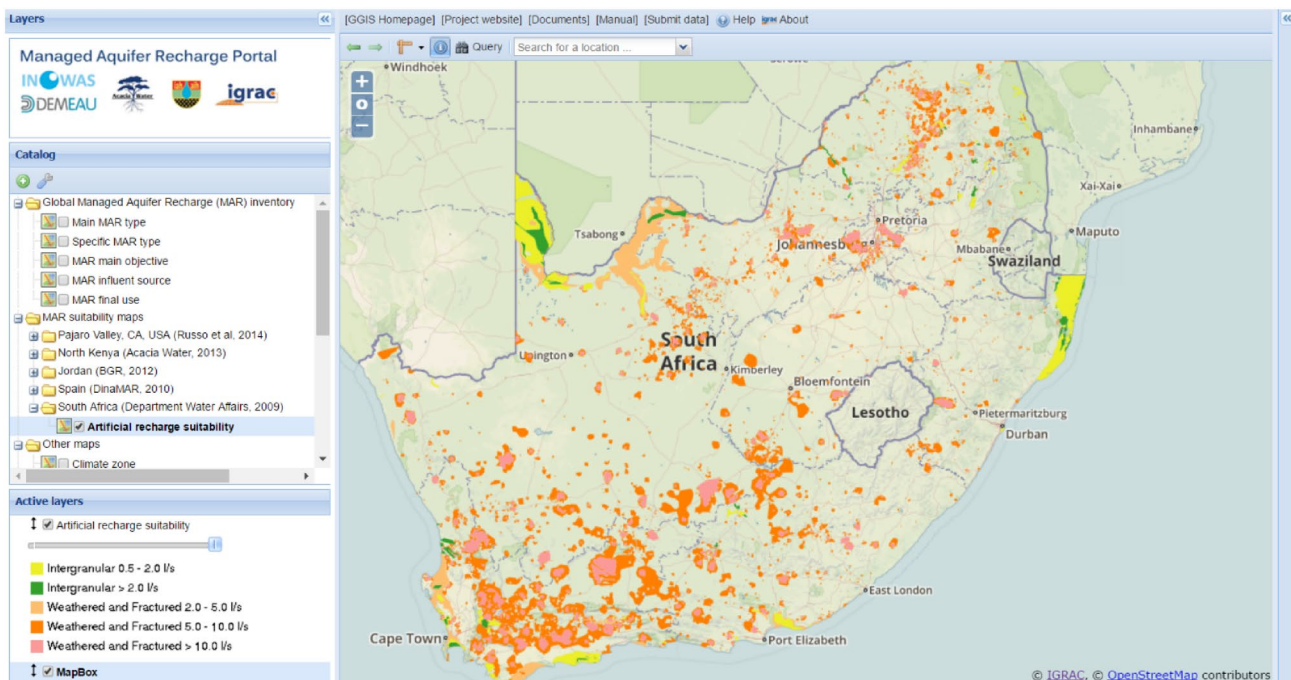 Layers
[GGIS Homepage] [Project website] [Documents] [Manual] [Submit data] Help igrac About
Managed Aquifer Recharge Portal
INOWAS
DEMEAU
Acacia Water
igrac
Query
Search for a location ...
Catalog
Global Managed Aquifer Recharge (MAR) inventory
Main MAR type
Specific MAR type
MAR main objective
MAR influent source
MAR final use
MAR suitability maps
Pajaro Valley, CA, USA (Russo et al, 2014)
North Kenya (Acacia Water, 2013)
Jordan (BGR, 2012)
Spain (DinaMAR, 2010)
South Africa (Department Water Affairs, 2009)
Artificial recharge suitability
Other maps
Climate zone
Active layers
Artificial recharge suitability
Intergranular 0.5 - 2.0 l/s
Intergranular > 2.0 l/s
Weathered and Fractured 2.0 - 5.0 l/s
Weathered and Fractured 5.0 - 10.0 l/s
Weathered and Fractured > 10.0 l/s
MapBox
Windhoek
Inhambane
Xai-Xai
Pretoria
Tsabong
Johannesburg
Maputo
Mbabane
Swaziland
South
Africa
Upington
Kimberley
Bloemfontein
Lesotho
Pietermaritzburg
Durban
East London
Cape Town
Port Elizabeth
© IGRAC, © OpenStreetMap contributors